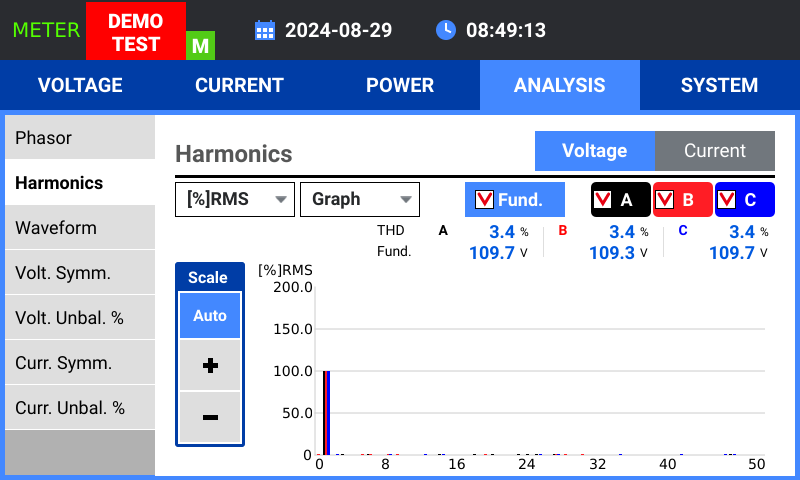 METER
DEMO
TEST
M
2024-08-29
08:49:13
VOLTAGE CURRENT POWER ANALYSIS SYSTEM
Phasor
Harmonics
Waveform
Volt. Symm.
Volt. Unbal. %
Curr. Symm.
Curr. Unbal. %
Harmonics
Voltage Current
[%]RMS Graph Fund. A B C
THD A 3.4 % B 3.4 % C 3.4 %
Fund. 109.7 V 109.3 V 109.7 V
Scale
Auto
+
−
[%]RMS
200.0
150.0
100.0
50.0
0
0 8 16 24 32 40 50